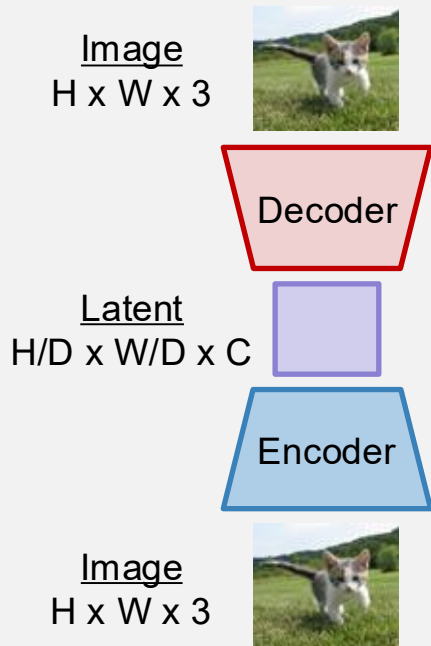 Image
H x W x 3
Decoder
Latent
H/D x W/D x C
Encoder
Image
H x W x 3